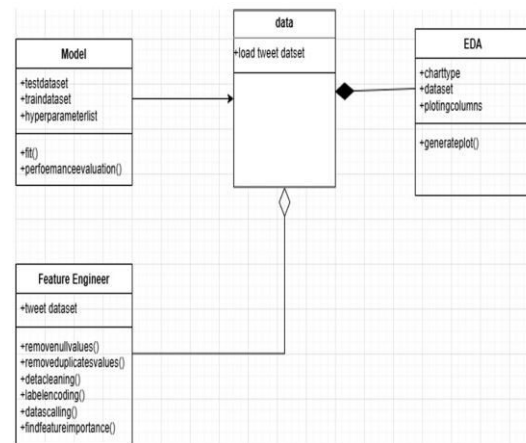 data
+load tweet datset
Model
+testdataset
+traindataset
+hyperparameterlist
+fit()
+perfoemanceevaluation()
EDA
+charttype
+dataset
+plotingcolumns
+generateplot()
Feature Engineer
+tweet dataset
+removenullvalues()
+removeduplicatesvalues()
+detacleaning()
+labelencoding()
+datascalling()
+findfeatureimportance()